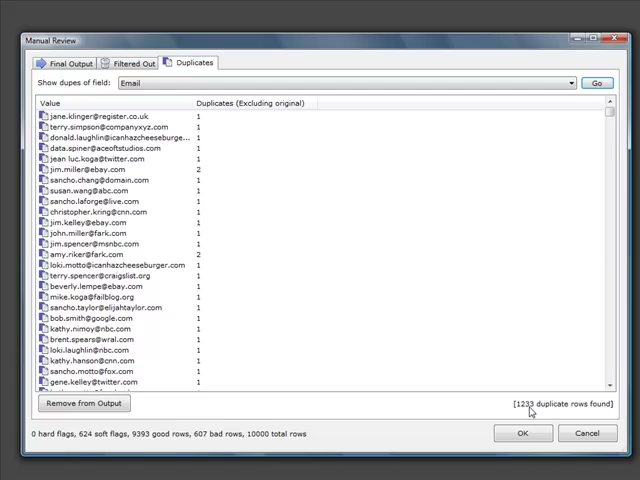 Manual Review
Final Output Filtered Out Duplicates
Show dupes of field: Email Go
Value Duplicates (Excluding original)
jane.klinger@register.co.uk 1
terry.simpson@companyxyz.com 1
donald.laughlin@icanhazcheeseburge... 1
data.spiner@aceoftstudios.com 1
jean luc.koga@twitter.com 1
jim.miller@ebay.com 2
sancho.chang@domain.com 1
susan.wang@abc.com 1
sancho.laforge@live.com 1
christopher.kring@cnn.com 1
jim.kelley@ebay.com 1
john.miller@fark.com 1
jim.spencer@msnbc.com 1
amy.riker@fark.com 2
loki.motto@icanhazcheeseburger.com 1
terry.spencer@craigslist.org 1
beverly.lempe@ebay.com 1
mike.koga@failblog.org 1
sancho.taylor@elijahtaylor.com 1
bob.smith@google.com 1
kathy.nimoy@nbc.com 1
brent.spears@wral.com 1
loki.laughlin@nbc.com 1
kathy.hanson@cnn.com 1
sancho.motto@fox.com 1
gene.kelley@twitter.com 1
Remove from Output [1233 duplicate rows found]
0 hard flags, 624 soft flags, 9393 good rows, 607 bad rows, 10000 total rows OK Cancel